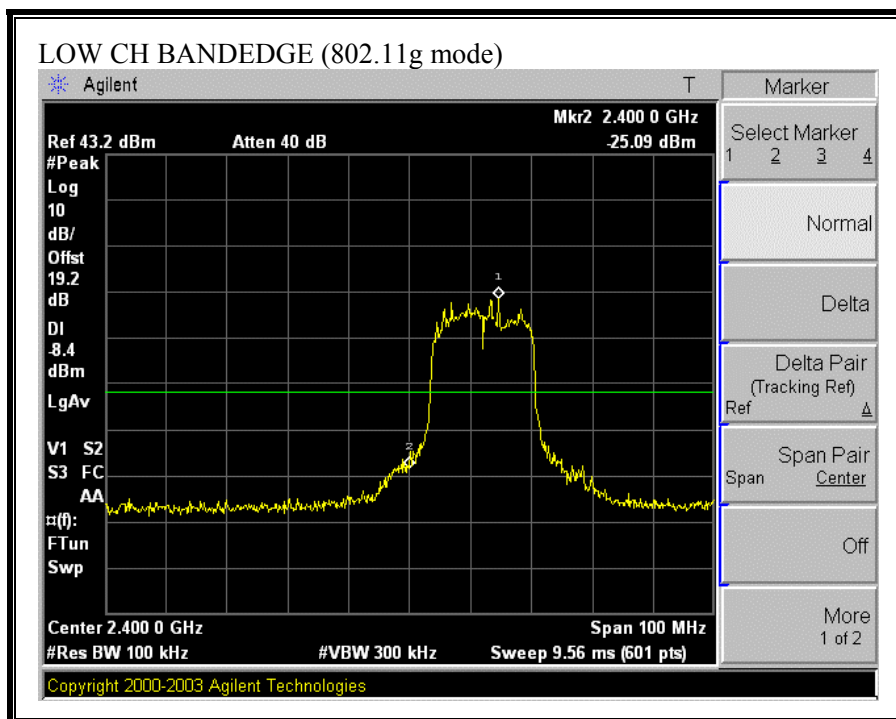 LOW CH BANDEDGE (802.11g mode)
Agilent T
Mkr2 2.400 0 GHz
Ref 43.2 dBm Atten 40 dB -25.09 dBm
#Peak
Log
10
dB/
Offst
19.2
dB
DI
-8.4
dBm
LgAv
V1 S2
S3 FC
AA
¤(f):
FTun
Swp
1
2
Center 2.400 0 GHz Span 100 MHz
#Res BW 100 kHz #VBW 300 kHz Sweep 9.56 ms (601 pts)
Copyright 2000-2003 Agilent Technologies
Marker
Select Marker
1 2 3 4
Normal
Delta
Delta Pair
(Tracking Ref)
Ref Δ
Span Pair
Span Center
Off
More
1 of 2